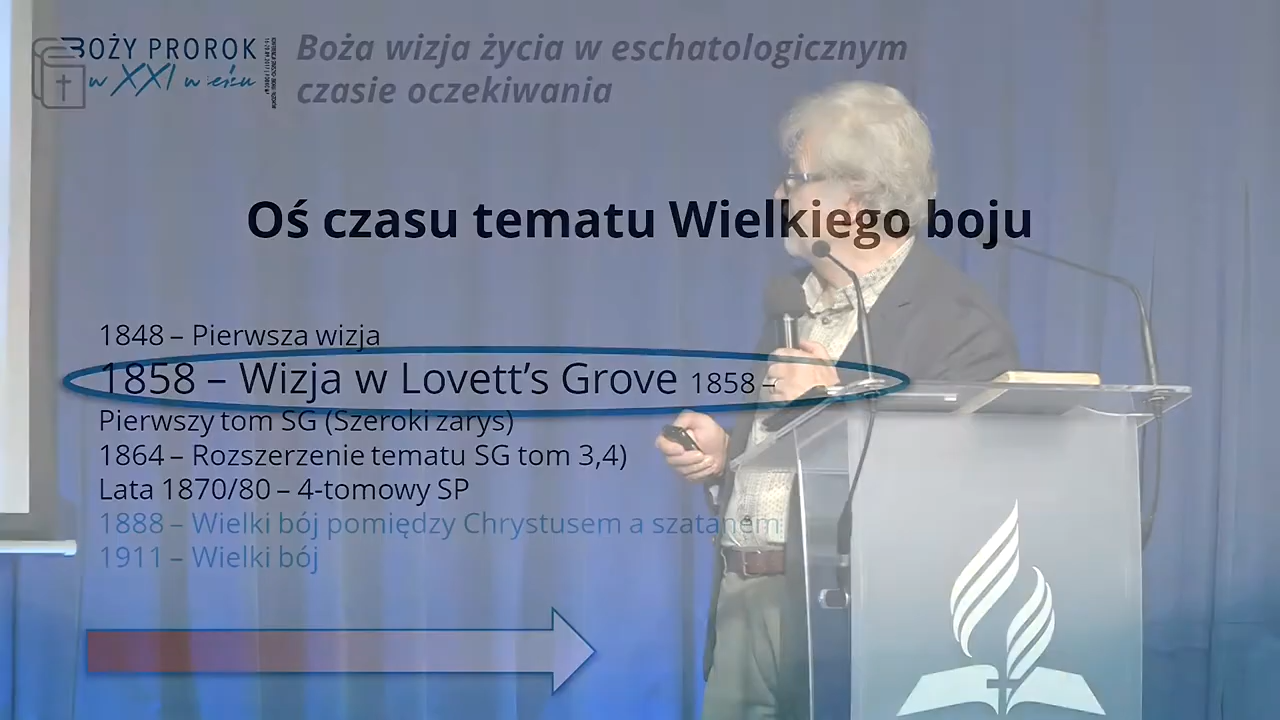 BOŻY PROROK
w XXI wieku
Boża wizja życia w eschatologicznym
czasie oczekiwania
Oś czasu tematu Wielkiego boju
1848 – Pierwsza wizja
1858 – Wizja w Lovett’s Grove 1858 –
Pierwszy tom SG (Szeroki zarys)
1864 – Rozszerzenie tematu SG tom 3,4)
Lata 1870/80 – 4-tomowy SP
1888 – Wielki bój pomiędzy Chrystusem a szatanem
1911 – Wielki bój